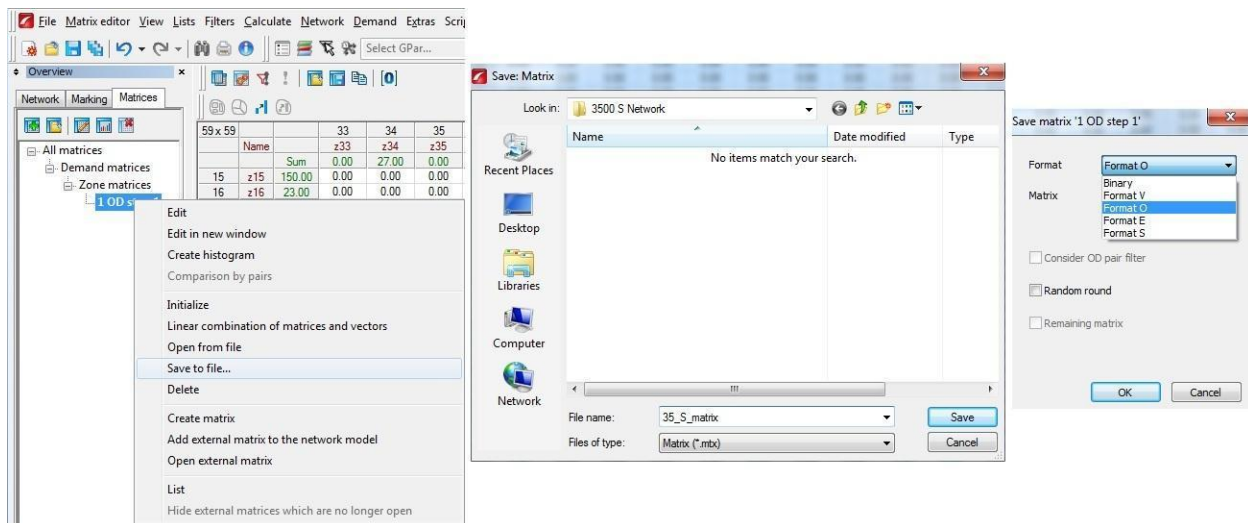 File Matrix editor View Lists Filters Calculate Network Demand Extras Scrip
Select GPar...
Overview
Network Marking Matrices
All matrices
Demand matrices
Zone matrices
1 OD st
59 x 59 33 34 35
Name z33 z34 z35
Sum 0.00 27.00 0.00
15 z15 150.00 0.00 0.00 0.00
16 z16 23.00 0.00 0.00 0.00
Edit
Edit in new window
Create histogram
Comparison by pairs
Initialize
Linear combination of matrices and vectors
Open from file
Save to file...
Delete
Create matrix
Add external matrix to the network model
Open external matrix
List
Hide external matrices which are no longer open
Save: Matrix
Look in: 3500 S Network
Name Date modified Type
No items match your search.
Recent Places
Desktop
Libraries
Computer
Network
File name: 35_S_matrix Save
Files of type: Matrix (*.mtx) Cancel
Save matrix '1 OD step 1'
Format Format O
Binary
Matrix Format V
Format O
Format E
Format S
Consider OD pair filter
Random round
Remaining matrix
OK Cancel